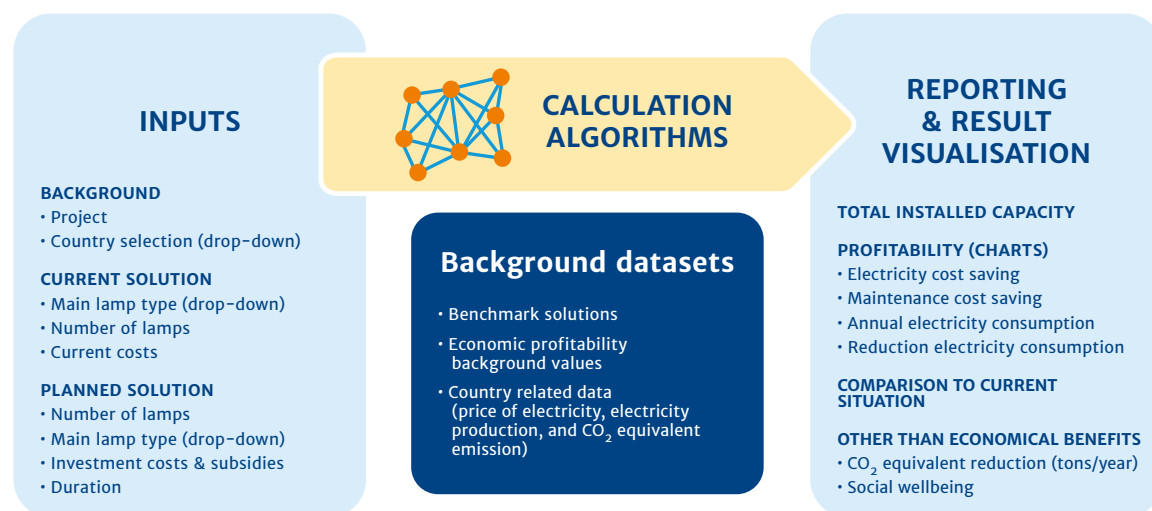 INPUTS
BACKGROUND
• Project
• Country selection (drop-down)
CURRENT SOLUTION
• Main lamp type (drop-down)
• Number of lamps
• Current costs
PLANNED SOLUTION
• Number of lamps
• Main lamp type (drop-down)
• Investment costs & subsidies
• Duration
CALCULATION
ALGORITHMS
Background datasets
• Benchmark solutions
• Economic profitability
background values
• Country related data
(price of electricity, electricity
production, and CO₂ equivalent
emission)
REPORTING
& RESULT
VISUALISATION
TOTAL INSTALLED CAPACITY
PROFITABILITY (CHARTS)
• Electricity cost saving
• Maintenance cost saving
• Annual electricity consumption
• Reduction electricity consumption
COMPARISON TO CURRENT
SITUATION
OTHER THAN ECONOMICAL BENEFITS
• CO₂ equivalent reduction (tons/year)
• Social wellbeing